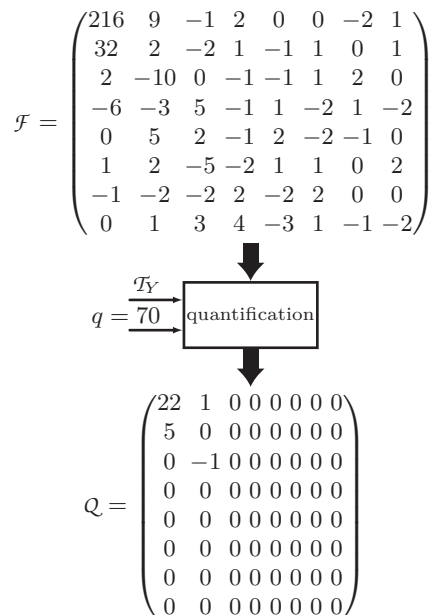 216 9 −1 2 0 0 −2 1
32 2 −2 1 −1 1 0 1
2 −10 0 −1 −1 1 2 0
ℱ = −6 −3 5 −1 1 −2 1 −2
0 5 2 −1 2 −2 −1 0
1 2 −5 −2 1 1 0 2
−1 −2 −2 2 −2 2 0 0
0 1 3 4 −3 1 −1 −2
𝒯_Y
q = 70 quantification
22 1 0 0 0 0 0 0
5 0 0 0 0 0 0 0
0 −1 0 0 0 0 0 0
𝒬 = 0 0 0 0 0 0 0 0
0 0 0 0 0 0 0 0
0 0 0 0 0 0 0 0
0 0 0 0 0 0 0 0
0 0 0 0 0 0 0 0